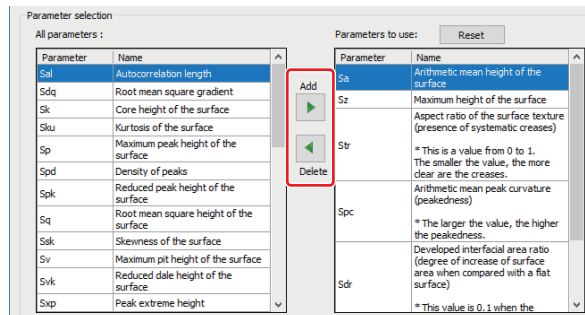 Parameter selection
All parameters :
Parameter Name
Sal Autocorrelation length
Sdq Root mean square gradient
Sk Core height of the surface
Sku Kurtosis of the surface
Sp Maximum peak height of the
surface
Spd Density of peaks
Spk Reduced peak height of the
surface
Sq Root mean square height of the
surface
Ssk Skewness of the surface
Sv Maximum pit height of the surface
Svk Reduced dale height of the
surface
Sxp Peak extreme height
Add
Delete
Parameters to use: Reset
Parameter Name
Sa Arithmetic mean height of the
surface
Sz Maximum height of the surface
Str Aspect ratio of the surface texture
(presence of systematic creases)
* This is a value from 0 to 1.
The smaller the value, the more
clear are the creases.
Spc Arithmetic mean peak curvature
(peakedness)
* The larger the value, the higher
the peakedness.
Sdr Developed interfacial area ratio
(degree of increase of surface
area when compared with a flat
surface)
* This value is 0.1 when the